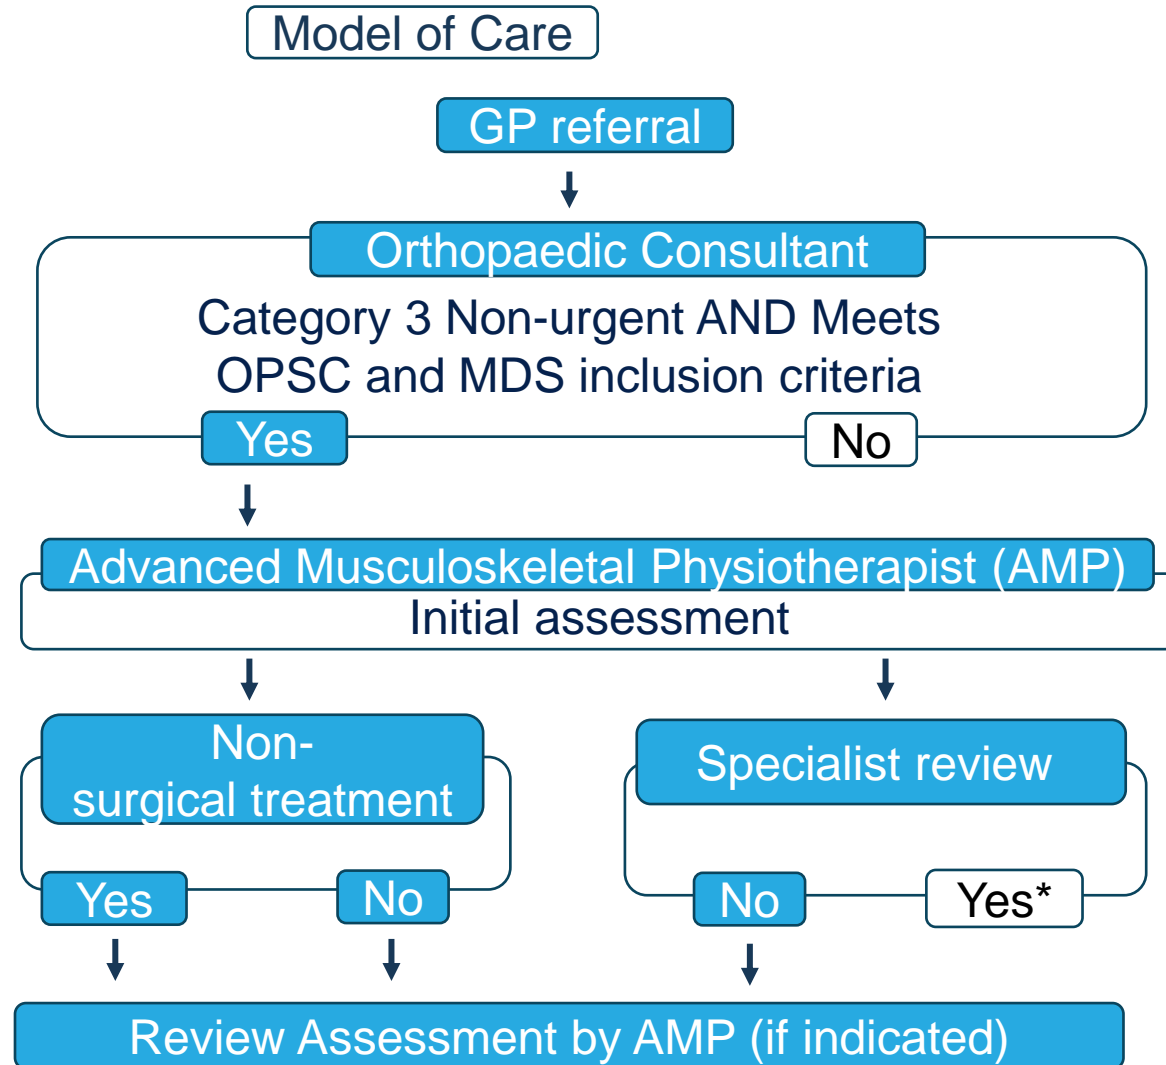 Model of Care
GP referral
Orthopaedic Consultant
Category 3 Non-urgent AND Meets
OPSC and MDS inclusion criteria
Yes
No
Advanced Musculoskeletal Physiotherapist (AMP)
Initial assessment
Non-
surgical treatment
Specialist review
Yes
No
No
Yes*
Review Assessment by AMP (if indicated)